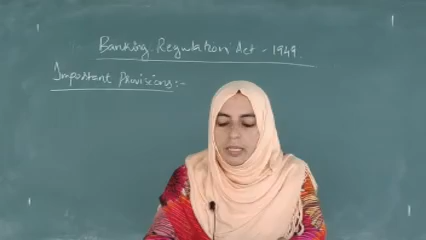 Banking Regulation Act - 1949.
Important Provisions :-